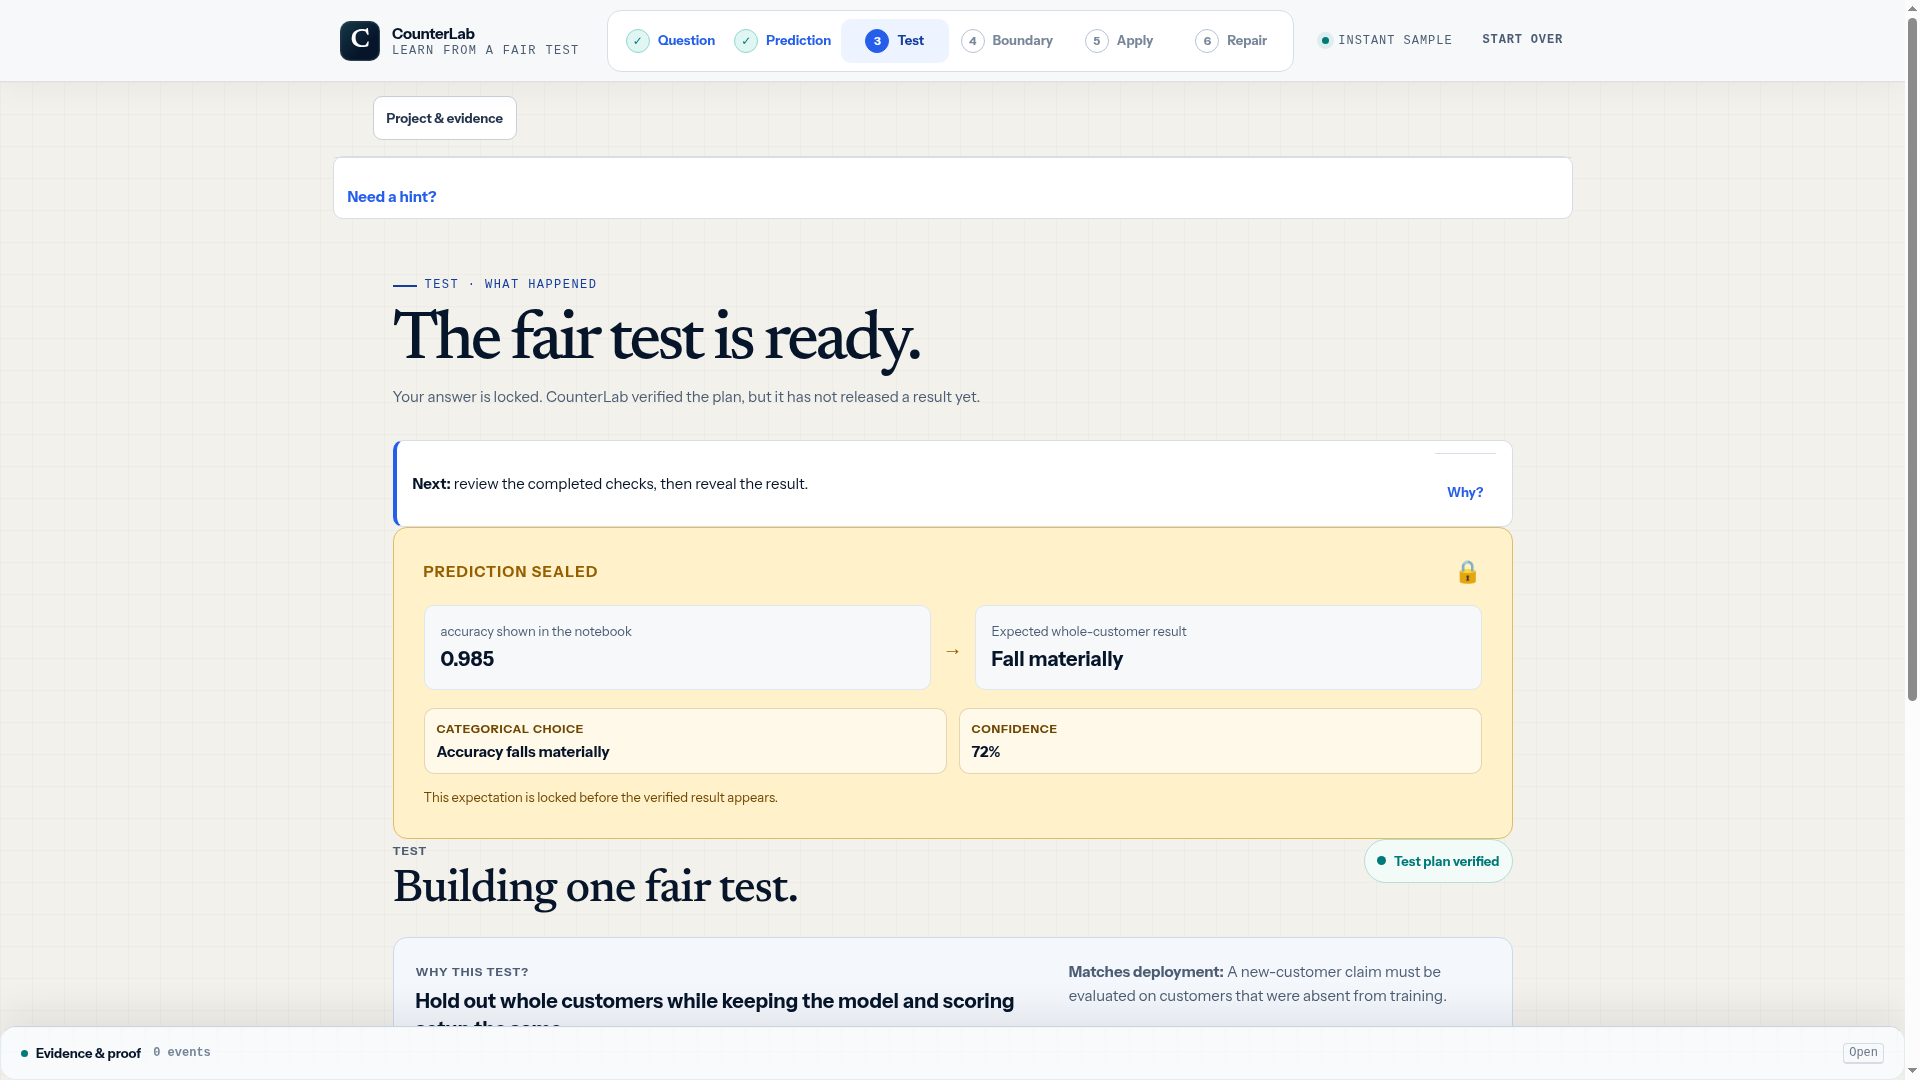 C
CounterLab
LEARN FROM A FAIR TEST
✓ Question
✓ Prediction
3 Test
4 Boundary
5 Apply
6 Repair
INSTANT SAMPLE
START OVER
Project & evidence
Need a hint?
TEST · WHAT HAPPENED
The fair test is ready.
Your answer is locked. CounterLab verified the plan, but it has not released a result yet.
Next: review the completed checks, then reveal the result.
Why?
PREDICTION SEALED
accuracy shown in the notebook
0.985
→
Expected whole-customer result
Fall materially
CATEGORICAL CHOICE
Accuracy falls materially
CONFIDENCE
72%
This expectation is locked before the verified result appears.
TEST
Building one fair test.
Test plan verified
WHY THIS TEST?
Hold out whole customers while keeping the model and scoring
setup the same
Matches deployment: A new-customer claim must be
evaluated on customers that were absent from training.
Evidence & proof
0 events
Open